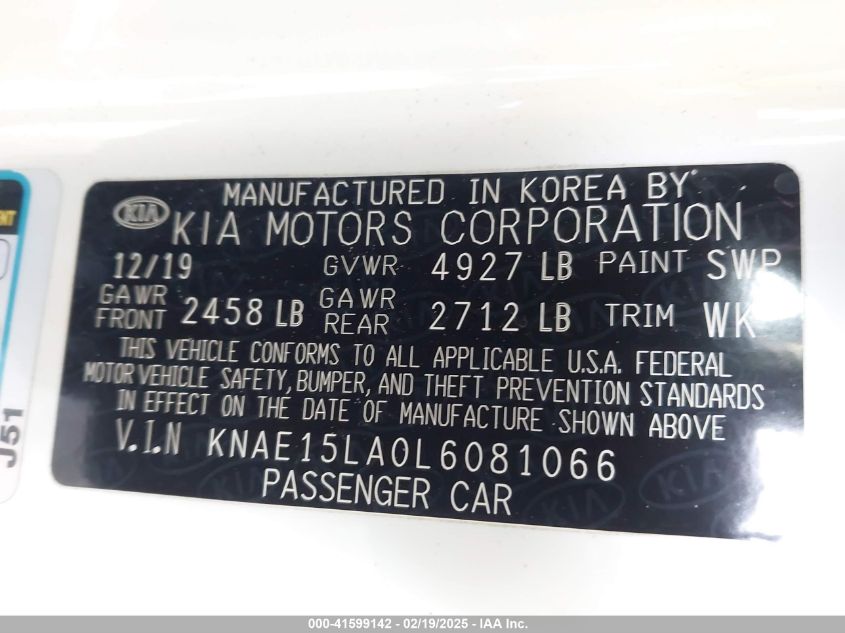 MANUFACTURED IN KOREA BY
KIA KIA MOTORS CORPORATION
12/19 GVWR 4927 LB PAINT SWP
GAWR FRONT 2458 LB GAWR REAR 2712 LB TRIM WK
THIS VEHICLE CONFORMS TO ALL APPLICABLE U.S.A. FEDERAL
MOTOR VEHICLE SAFETY, BUMPER, AND THEFT PREVENTION STANDARDS
IN EFFECT ON THE DATE OF MANUFACTURE SHOWN ABOVE
V.I.N KNAE15LA0L6081066
PASSENGER CAR
J51
000-41599142 - 02/19/2025 - IAA Inc.